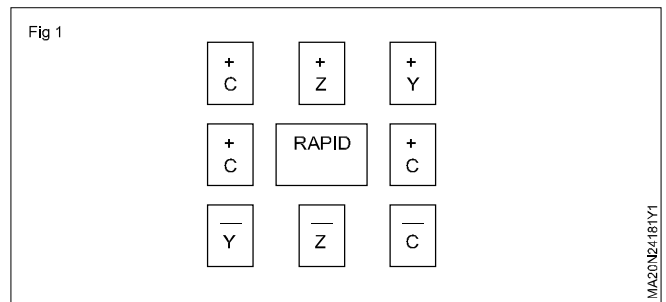 Fig 1
+ + +
C Z Y
+ RAPID +
C C
— — —
Y Z C
MA20N24181Y1